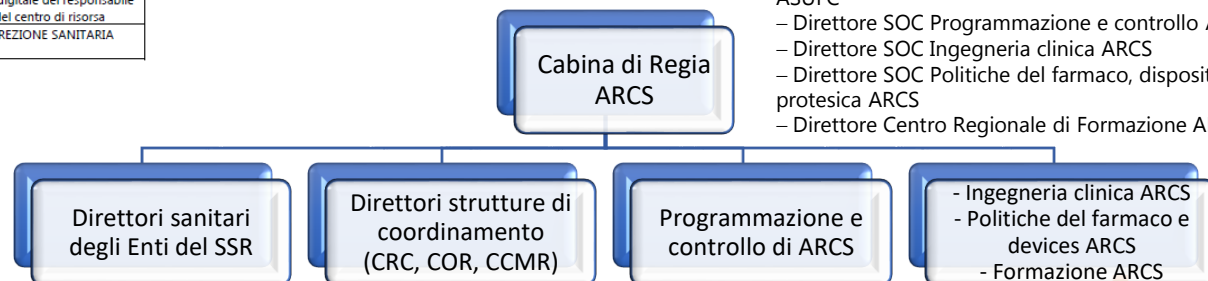 digitale del responsabile
del centro di risorsa
REZIONE SANITARIA
– Direttore SOC Programmazione e controllo
– Direttore SOC Ingegneria clinica ARCS
– Direttore SOC Politiche del farmaco,
protesica ARCS
– Direttore Centro Regionale di Formazione
Cabina di Regia
ARCS
Direttori sanitari
degli Enti del SSR
Direttori strutture di
coordinamento
(CRC, COR, CCMR)
Programmazione e
controllo di ARCS
- Ingegneria clinica ARCS
- Politiche del farmaco e
devices ARCS
- Formazione ARCS